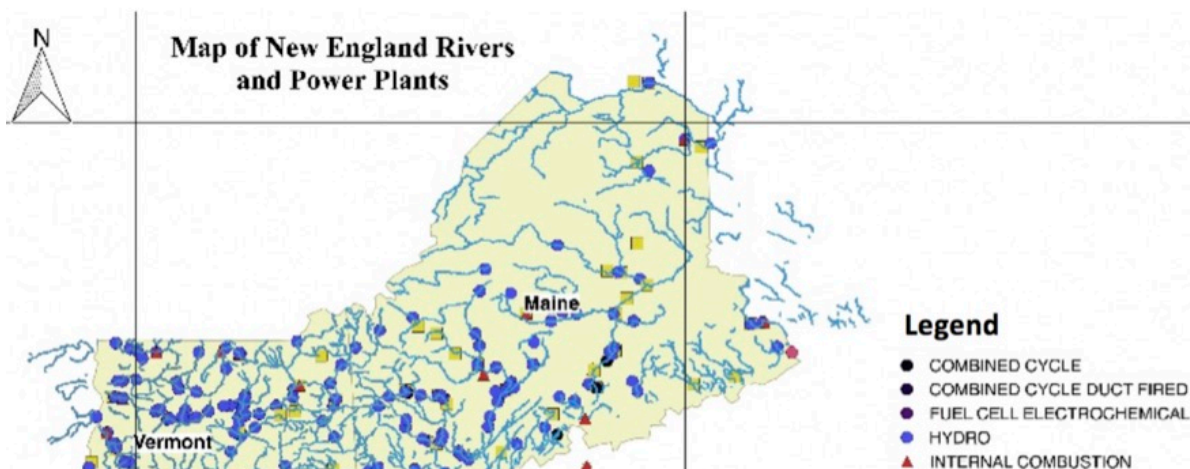 N
Map of New England Rivers
and Power Plants
Maine
Vermont
Legend
COMBINED CYCLE
COMBINED CYCLE DUCT FIRED
FUEL CELL ELECTROCHEMICAL
HYDRO
INTERNAL COMBUSTION